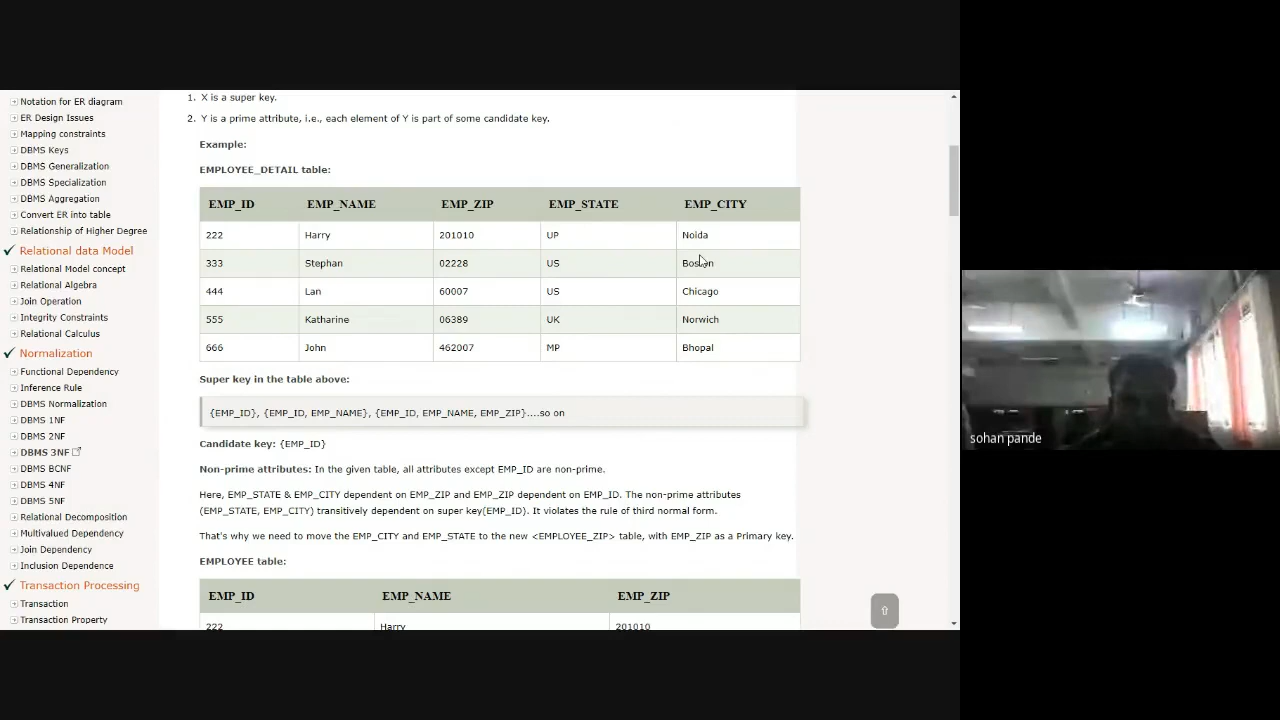 Notation for ER diagram
ER Design Issues
Mapping constraints
DBMS Keys
DBMS Generalization
DBMS Specialization
DBMS Aggregation
Convert ER into table
Relationship of Higher Degree
Relational data Model
Relational Model concept
Relational Algebra
Join Operation
Integrity Constraints
Relational Calculus
Normalization
Functional Dependency
Inference Rule
DBMS Normalization
DBMS 1NF
DBMS 2NF
DBMS 3NF
DBMS BCNF
DBMS 4NF
DBMS 5NF
Relational Decomposition
Multivalued Dependency
Join Dependency
Inclusion Dependence
Transaction Processing
Transaction
Transaction Property
1. X is a super key.
2. Y is a prime attribute, i.e., each element of Y is part of some candidate key.
Example:
EMPLOYEE_DETAIL table:
EMP_ID EMP_NAME EMP_ZIP EMP_STATE EMP_CITY
222 Harry 201010 UP Noida
333 Stephan 02228 US Boston
444 Lan 60007 US Chicago
555 Katharine 06389 UK Norwich
666 John 462007 MP Bhopal
Super key in the table above:
{EMP_ID}, {EMP_ID, EMP_NAME}, {EMP_ID, EMP_NAME, EMP_ZIP}....so on
Candidate key: {EMP_ID}
Non-prime attributes: In the given table, all attributes except EMP_ID are non-prime.
Here, EMP_STATE & EMP_CITY dependent on EMP_ZIP and EMP_ZIP dependent on EMP_ID. The non-prime attributes
(EMP_STATE, EMP_CITY) transitively dependent on super key(EMP_ID). It violates the rule of third normal form.
That's why we need to move the EMP_CITY and EMP_STATE to the new <EMPLOYEE_ZIP> table, with EMP_ZIP as a Primary key.
EMPLOYEE table:
EMP_ID EMP_NAME EMP_ZIP
222 Harry 201010
sohan pande